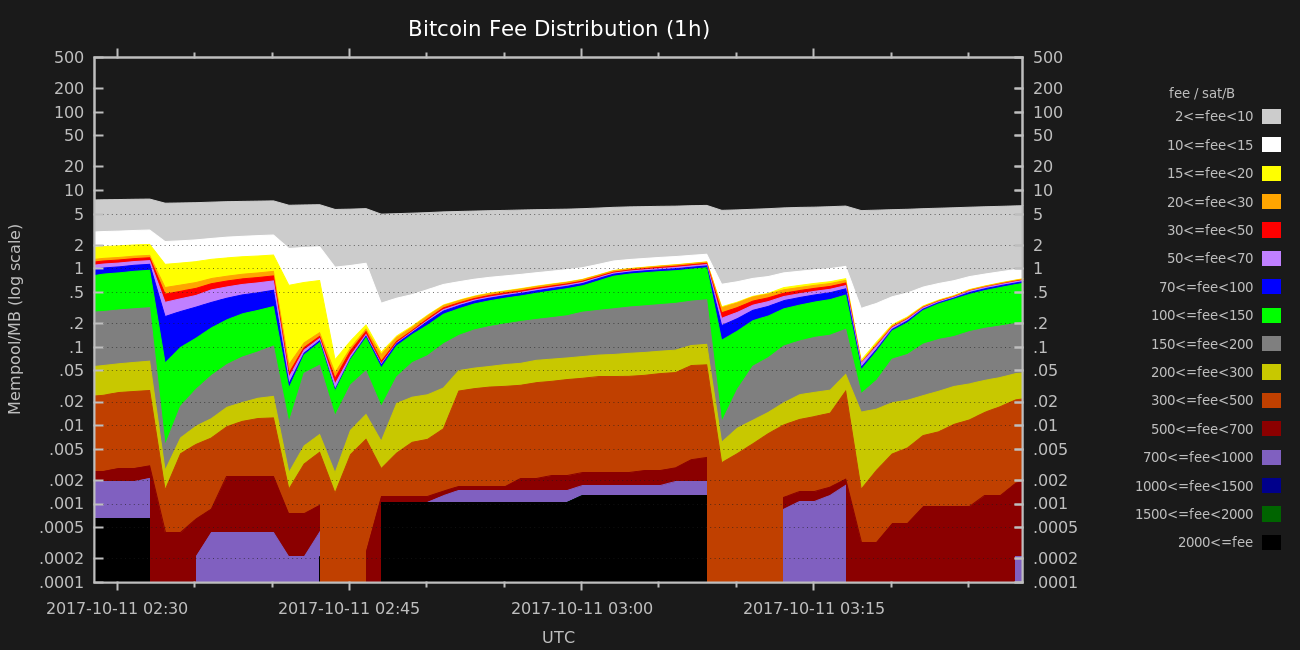 Bitcoin Fee Distribution (1h)
500 500
200 200
100 100
50 50
20 20
10 10
5 5
2 2
1 1
.5 .5
.2 .2
.1 .1
.05 .05
.02 .02
.01 .01
.005 .005
.002 .002
.001 .001
.0005 .0005
.0002 .0002
.0001 .0001
Mempool/MB (log scale)
2017-10-11 02:30 2017-10-11 02:45 2017-10-11 03:00 2017-10-11 03:15
UTC
fee / sat/B
2<=fee<10
10<=fee<15
15<=fee<20
20<=fee<30
30<=fee<50
50<=fee<70
70<=fee<100
100<=fee<150
150<=fee<200
200<=fee<300
300<=fee<500
500<=fee<700
700<=fee<1000
1000<=fee<1500
1500<=fee<2000
2000<=fee